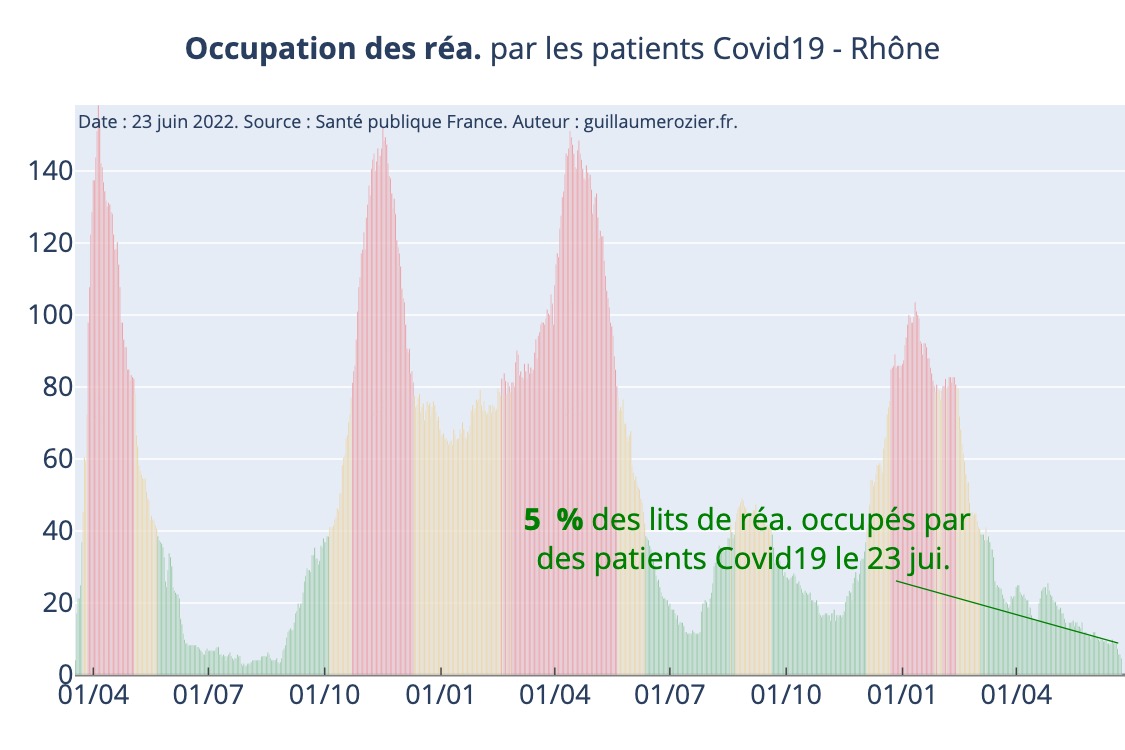 Occupation des réa. par les patients Covid19 - Rhône
Date : 23 juin 2022. Source : Santé publique France. Auteur : guillaumerozier.fr.
140
120
100
80
60
40
20
0
5 % des lits de réa. occupés par
des patients Covid19 le 23 jui.
01/04 01/07 01/10 01/01 01/04 01/07 01/10 01/01 01/04